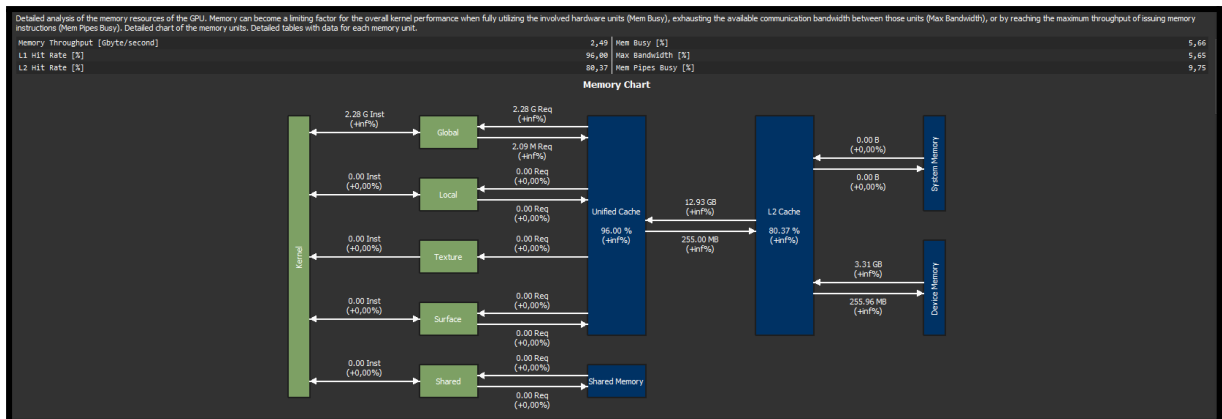 Detailed analysis of the memory resources of the GPU. Memory can become a limiting factor for the overall kernel performance when fully utilizing the involved hardware units (Mem Busy), exhausting the available communication bandwidth between those units (Max Bandwidth), or by reaching the maximum throughput of issuing memory
instructions (Mem Pipes Busy). Detailed chart of the memory units. Detailed tables with data for each memory unit.
Memory Throughput [Gbyte/second] 2,49 Mem Busy [%] 5,66
L1 Hit Rate [%] 96,00 Max Bandwidth [%] 5,65
L2 Hit Rate [%] 80,37 Mem Pipes Busy [%] 9,75
Memory Chart
Kernel
2.28 G Inst
(+inf%)
Global
2.28 G Req
(+inf%)
2.09 M Req
(+inf%)
0.00 Inst
(+0,00%)
Local
0.00 Req
(+0,00%)
0.00 Req
(+0,00%)
0.00 Inst
(+0,00%)
Texture
0.00 Req
(+0,00%)
0.00 Inst
(+0,00%)
Surface
0.00 Req
(+0,00%)
0.00 Req
(+0,00%)
0.00 Inst
(+0,00%)
Shared
0.00 Req
(+0,00%)
0.00 Req
(+0,00%)
Unified Cache
96.00 %
(+inf%)
Shared Memory
12.93 GB
(+inf%)
255.00 MB
(+inf%)
L2 Cache
80.37 %
(+inf%)
0.00 B
(+0,00%)
0.00 B
(+0,00%)
System Memory
3.31 GB
(+inf%)
255.96 MB
(+inf%)
Device Memory